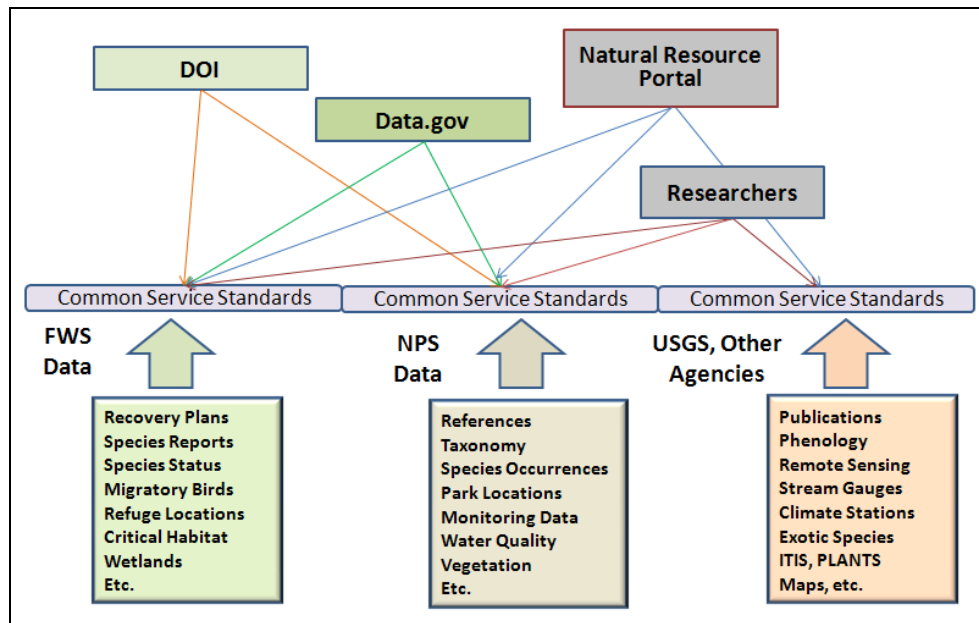 DOI
Data.gov
Natural Resource
Portal
Researchers
Common Service Standards
Common Service Standards
Common Service Standards
FWS
Data
NPS
Data
USGS, Other
Agencies
Recovery Plans
Species Reports
Species Status
Migratory Birds
Refuge Locations
Critical Habitat
Wetlands
Etc.
References
Taxonomy
Species Occurrences
Park Locations
Monitoring Data
Water Quality
Vegetation
Etc.
Publications
Phenology
Remote Sensing
Stream Gauges
Climate Stations
Exotic Species
ITIS, PLANTS
Maps, etc.